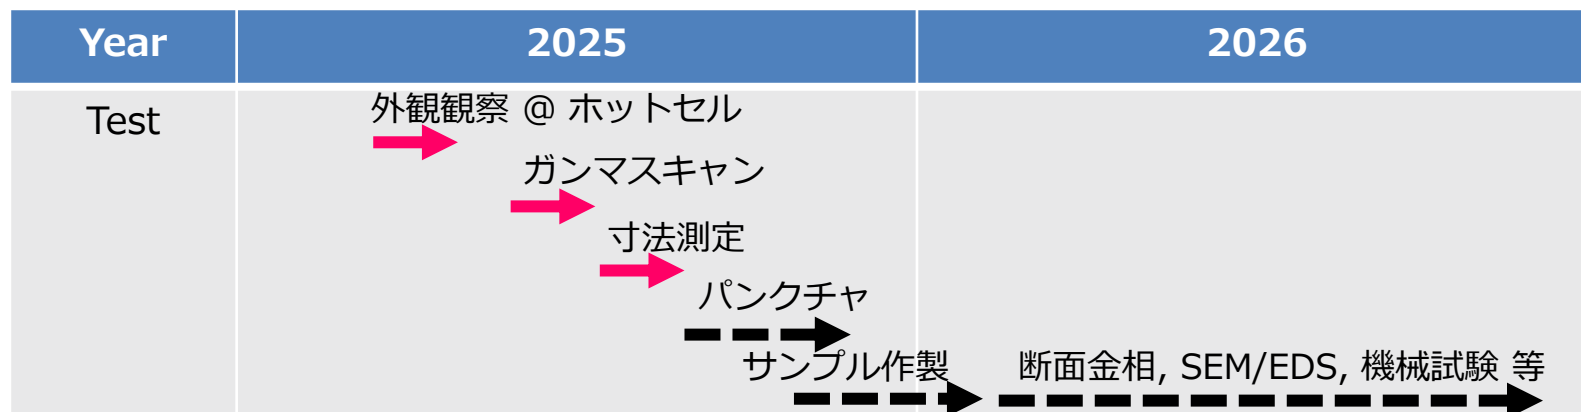 Year 2025 2026
Test
外観観察 @ ホットセル
ガンマスキャン
寸法測定
パンクチャ
サンプル作製 断面金相, SEM/EDS, 機械試験 等